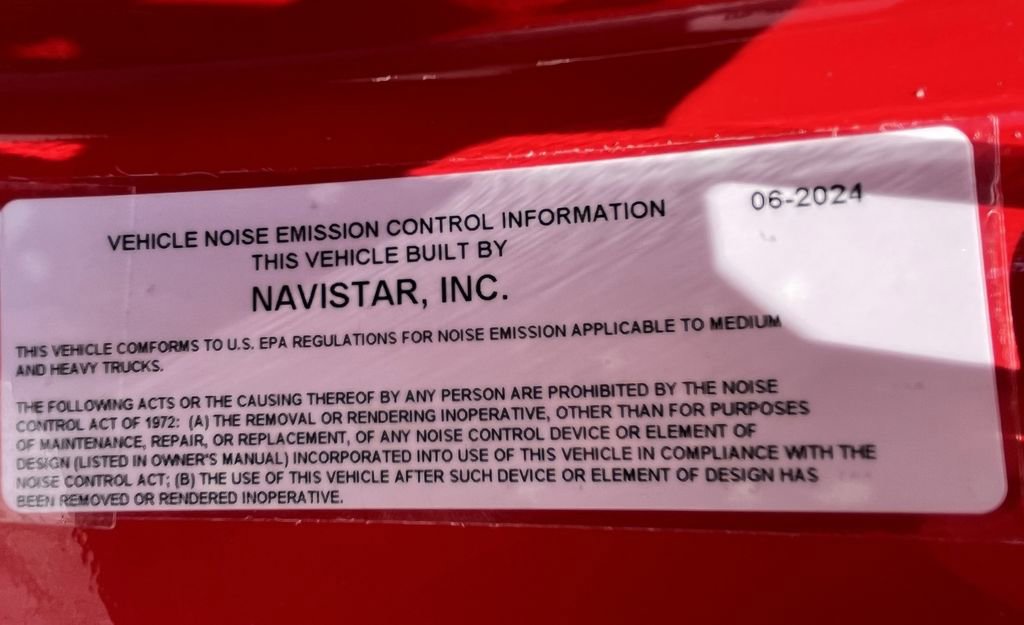 06-2024
VEHICLE NOISE EMISSION CONTROL INFORMATION
THIS VEHICLE BUILT BY
NAVISTAR, INC.
THIS VEHICLE COMFORMS TO U.S. EPA REGULATIONS FOR NOISE EMISSION APPLICABLE TO MEDIUM
AND HEAVY TRUCKS.
THE FOLLOWING ACTS OR THE CAUSING THEREOF BY ANY PERSON ARE PROHIBITED BY THE NOISE
CONTROL ACT OF 1972: (A) THE REMOVAL OR RENDERING INOPERATIVE, OTHER THAN FOR PURPOSES
OF MAINTENANCE, REPAIR, OR REPLACEMENT, OF ANY NOISE CONTROL DEVICE OR ELEMENT OF
DESIGN (LISTED IN OWNER'S MANUAL) INCORPORATED INTO USE OF THIS VEHICLE IN COMPLIANCE WITH THE
NOISE CONTROL ACT; (B) THE USE OF THIS VEHICLE AFTER SUCH DEVICE OR ELEMENT OF DESIGN HAS
BEEN REMOVED OR RENDERED INOPERATIVE.